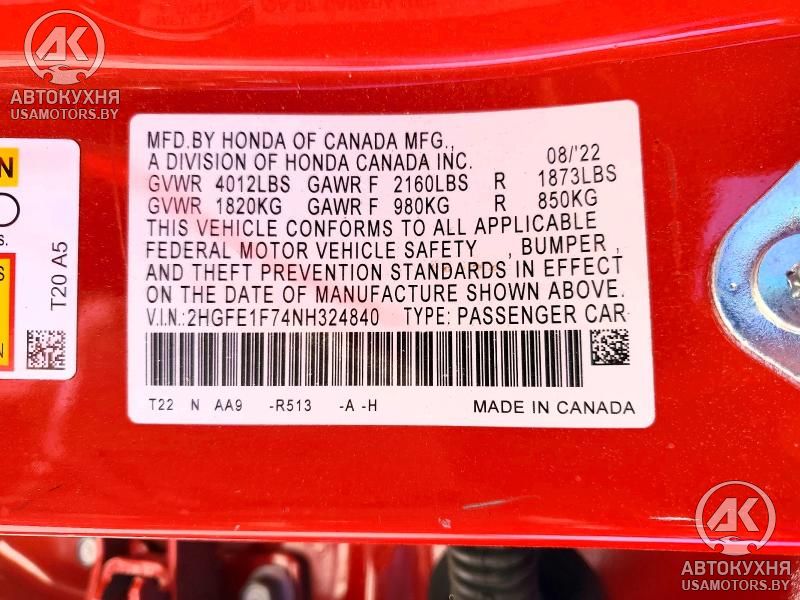 AK
АВТОКУХНЯ
USAMOTORS.BY
MFD.BY HONDA OF CANADA MFG.,
A DIVISION OF HONDA CANADA INC. 08/'22
GVWR 4012LBS GAWR F 2160LBS R 1873LBS
GVWR 1820KG GAWR F 980KG R 850KG
THIS VEHICLE CONFORMS TO ALL APPLICABLE
FEDERAL MOTOR VEHICLE SAFETY , BUMPER ,
AND THEFT PREVENTION STANDARDS IN EFFECT
ON THE DATE OF MANUFACTURE SHOWN ABOVE.
V.I.N.:2HGFE1F74NH324840 TYPE: PASSENGER CAR
T22 N AA9 -R513 -A -H MADE IN CANADA
T20 A5
AK
АВТОКУХНЯ
USAMOTORS.BY